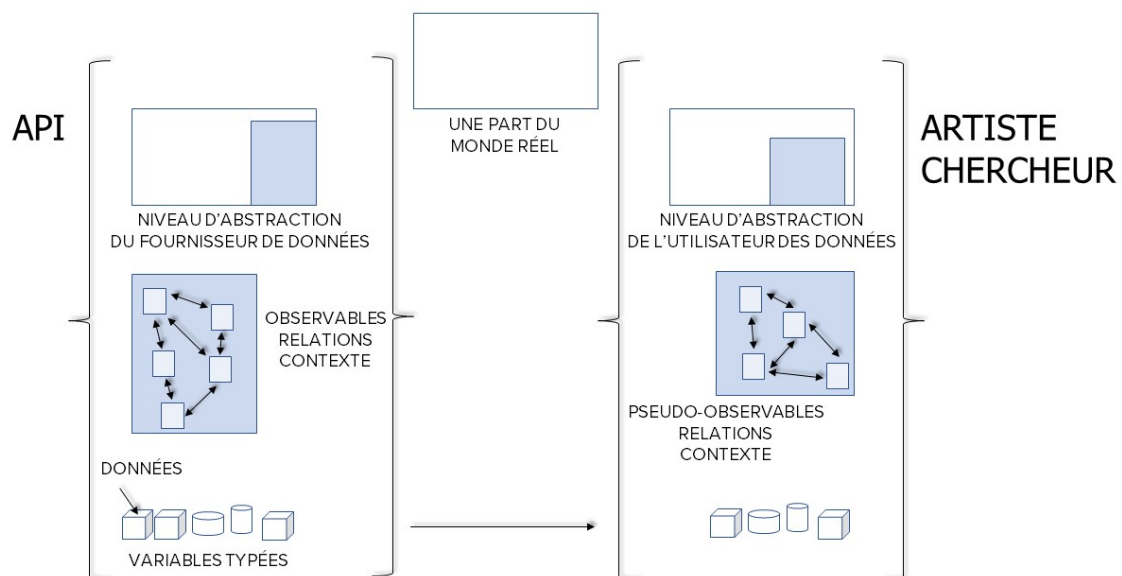 API
UNE PART DU
MONDE RÉEL
ARTISTE
CHERCHEUR
NIVEAU D'ABSTRACTION
DU FOURNISSEUR DE DONNÉES
NIVEAU D'ABSTRACTION
DE L'UTILISATEUR DES DONNÉES
OBSERVABLES
RELATIONS
CONTEXTE
PSEUDO-OBSERVABLES
RELATIONS
CONTEXTE
DONNÉES
VARIABLES TYPÉES